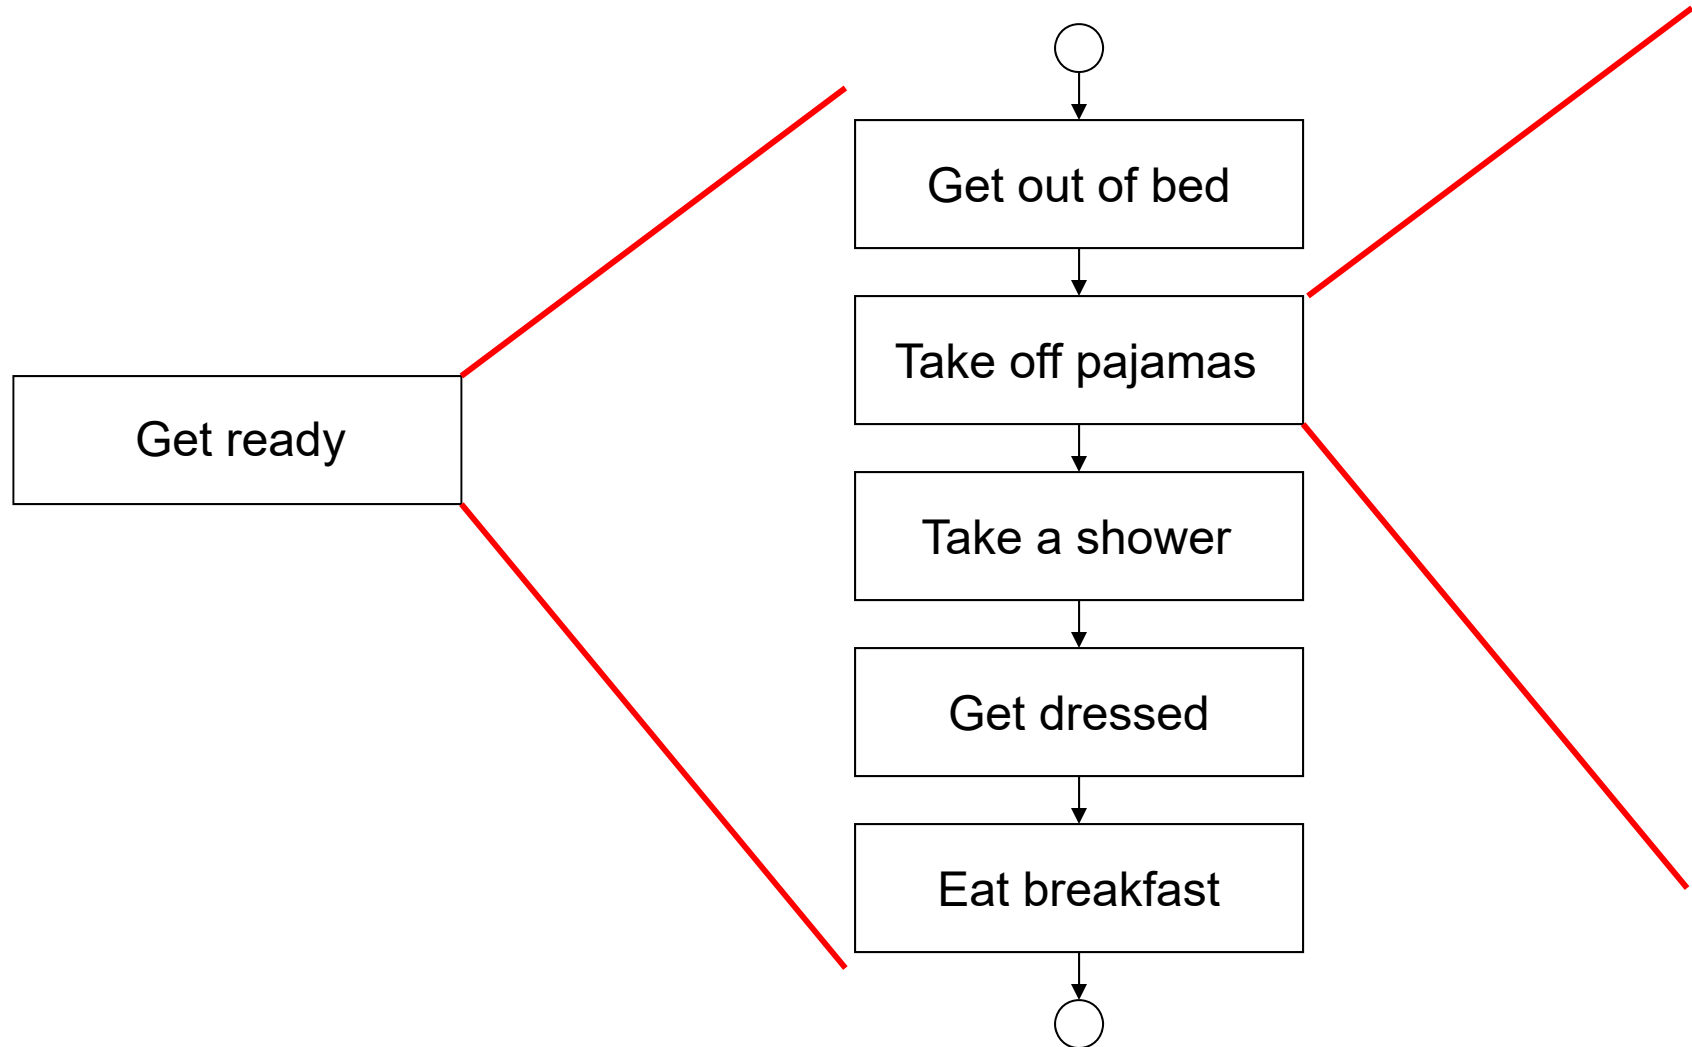 Get ready
Get out of bed
Take off pajamas
Take a shower
Get dressed
Eat breakfast